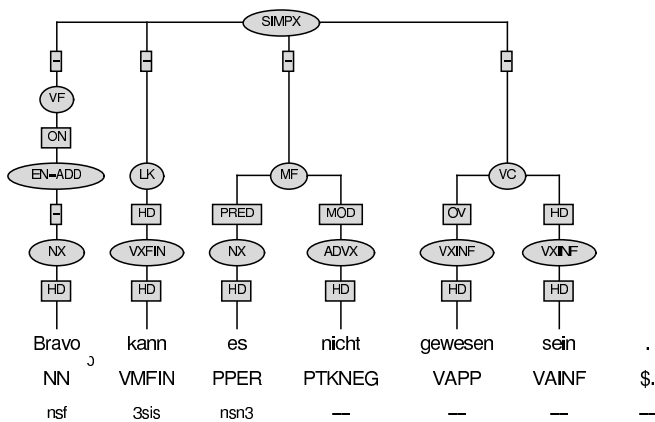 SIMPX
– – – –
VF
ON
EN–ADD LK MF VC
– HD PRED MOD OV HD
NX VXFIN NX ADVX VXINF VXINF
HD HD HD HD HD HD
Bravo kann es nicht gewesen sein .
NN VMFIN PPER PTKNEG VAPP VAINF $.
nsf 3sis nsn3 –– –– –– ––